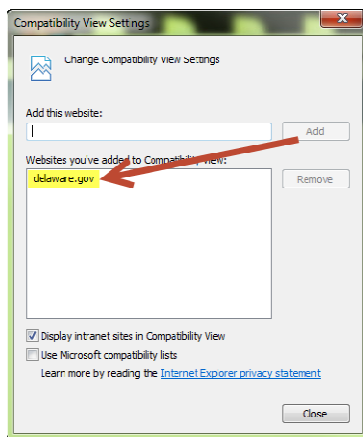 Compatibility View Settings
Change Compatibility View Settings
Add this website:
Add
Websites you've added to Compatibility View:
delaware.gov
Remove
Display intranet sites in Compatibility View
Use Microsoft compatibility lists
Learn more by reading the Internet Exporer privacy statement
Close